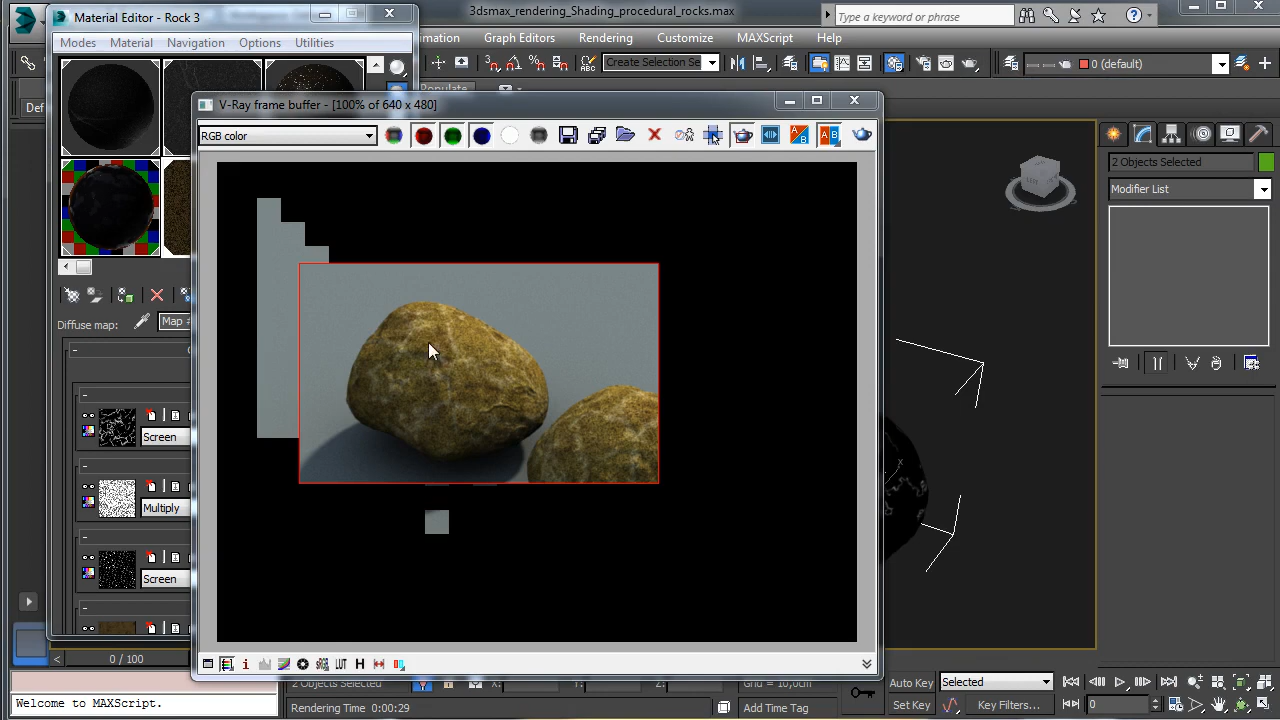 Material Editor - Rock 3
3dsmax_rendering_Shading_procedural_rocks.max
Type a keyword or phrase
Modes Material Navigation Options Utilities
Graph Editors Rendering Customize MAXScript Help
Create Selection Se
0 (default)
V-Ray frame buffer - [100% of 640 x 480]
RGB color
2 Objects Selected
Modifier List
Diffuse map:
Map #
Screen
Multiply
Screen
0 / 100
LUT
H
2 Objects Selected
X:
Y:
Z:
Grid = 10,0cm
Auto Key
Selected
Welcome to MAXScript.
Rendering Time 0:00:29
Add Time Tag
Set Key
Key Filters...
0